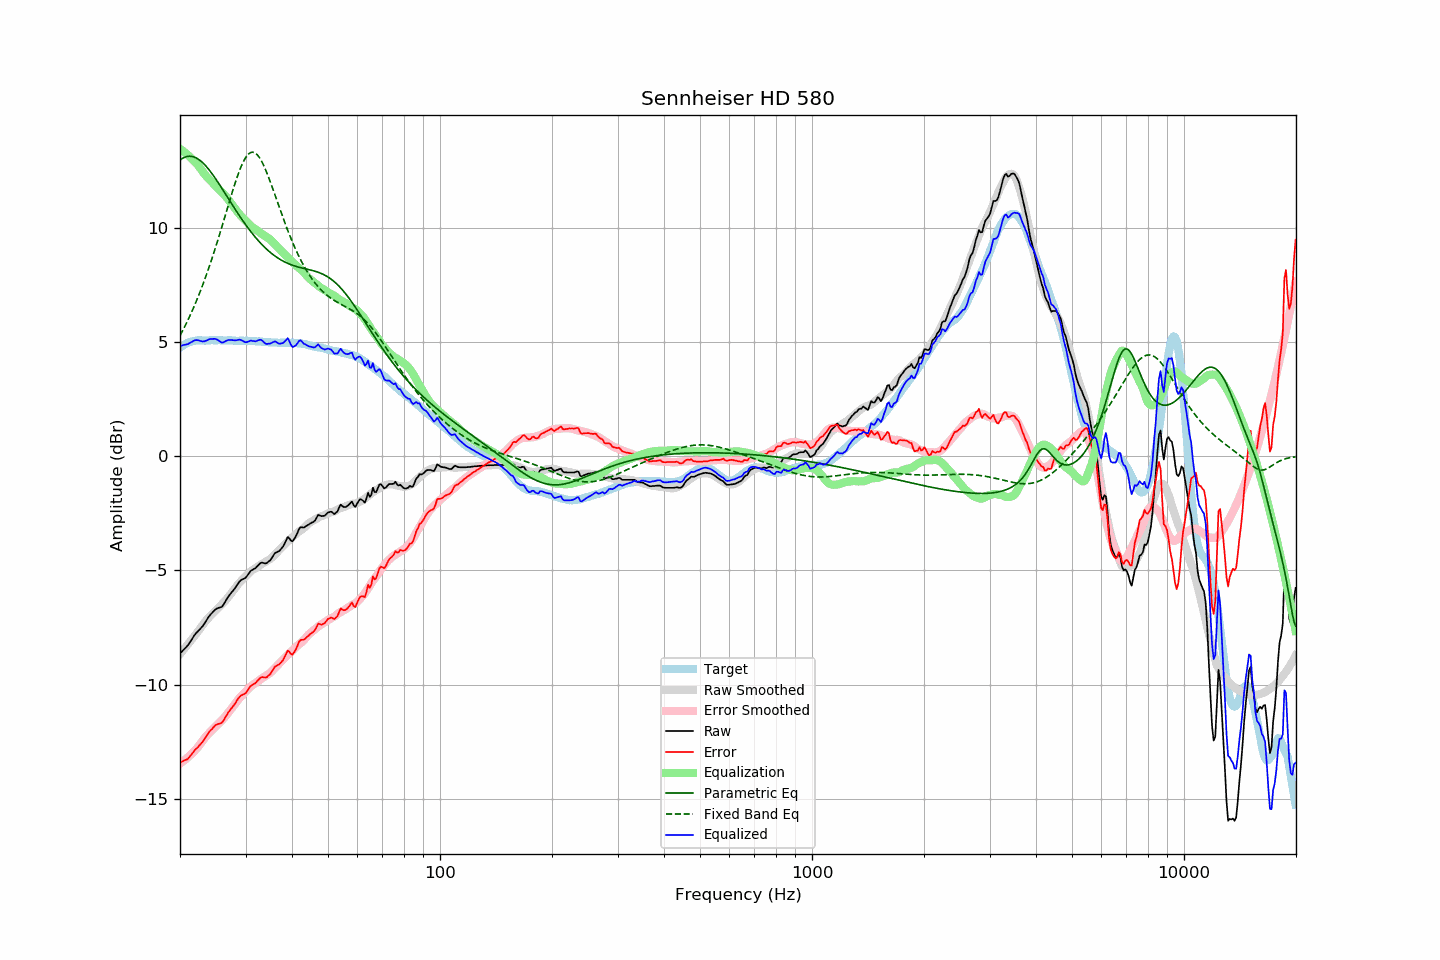 Sennheiser HD 580
Amplitude (dBr)
10
5
0
−5
−10
−15
Target
Raw Smoothed
Error Smoothed
Raw
Error
Equalization
Parametric Eq
Fixed Band Eq
Equalized
100
1000
10000
Frequency (Hz)